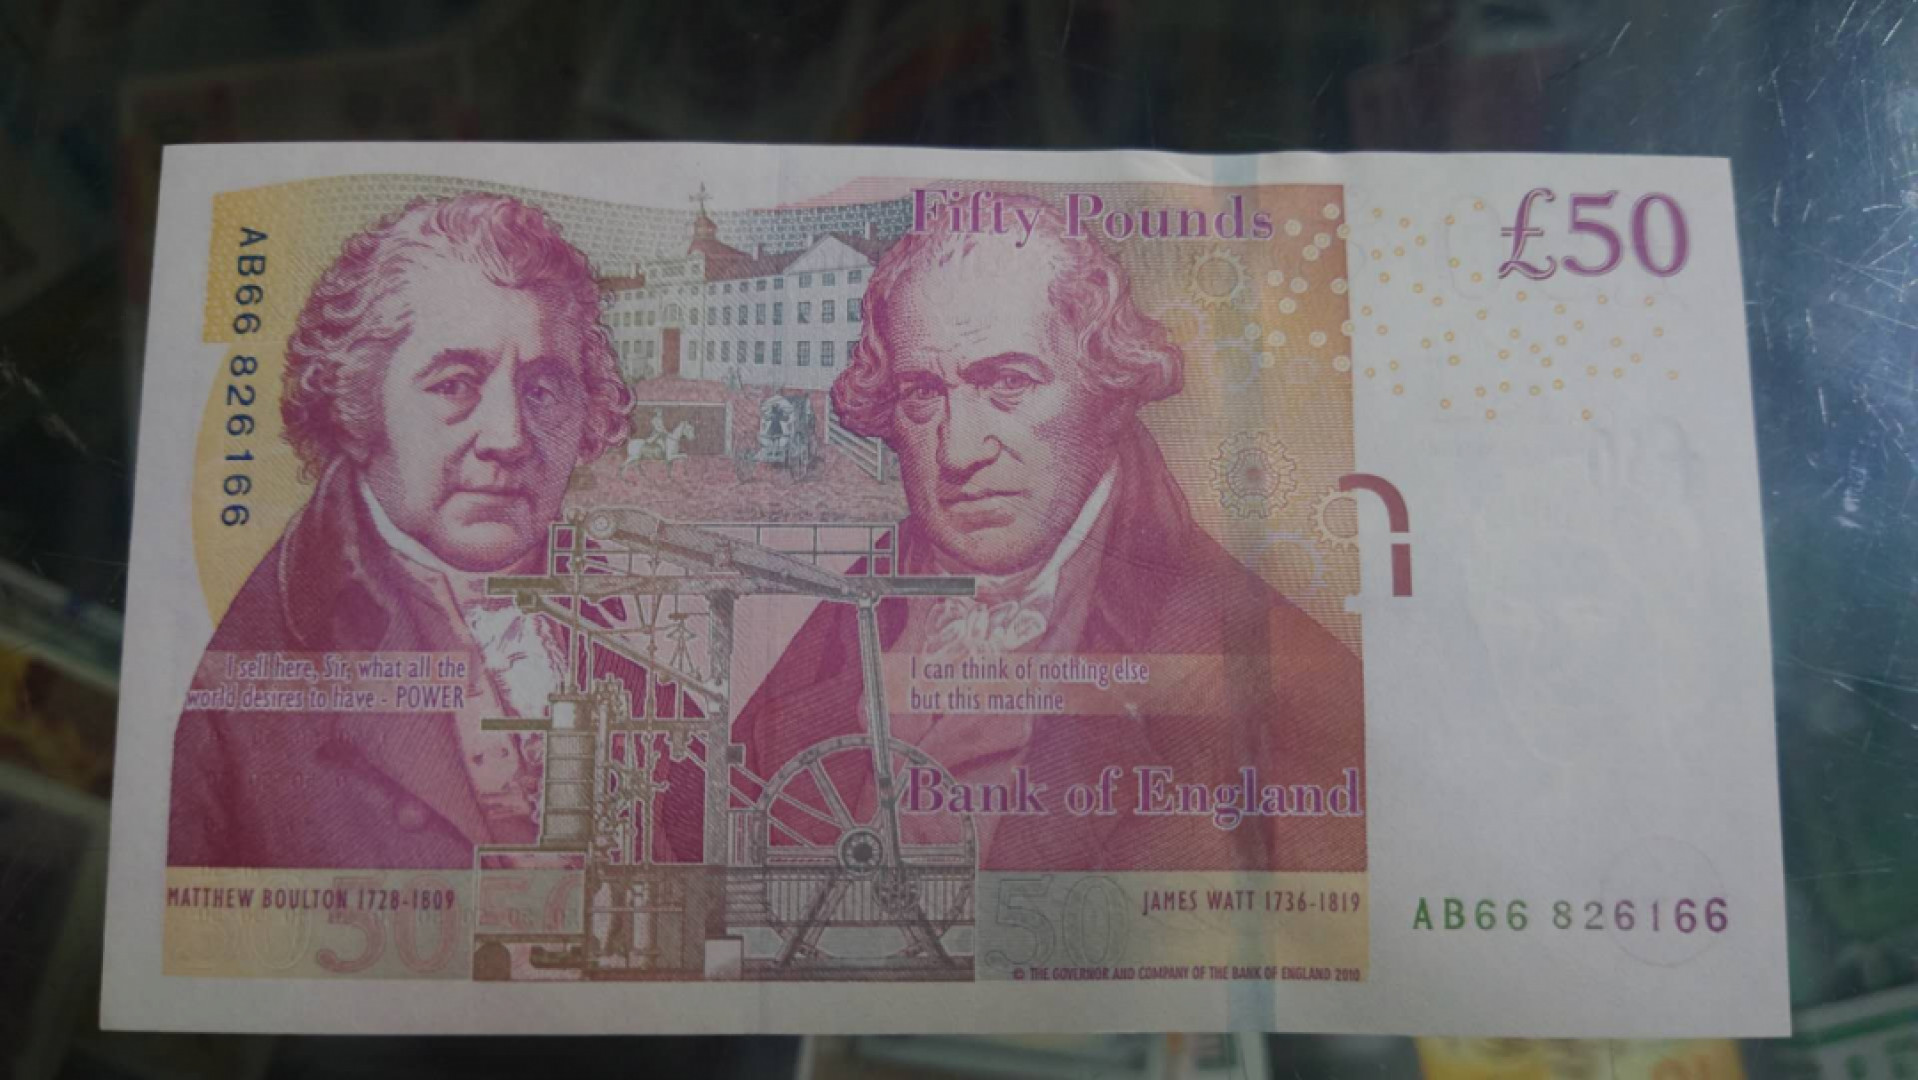 Fifty Pounds
£50
AB66 826166
I sell here, Sir, what all the
world desires to have - POWER
I can think of nothing else
but this machine
Bank of England
MATTHEW BOULTON 1728-1809
50
50
JAMES WATT 1736-1819
AB66 826166
© THE GOVERNOR AND COMPANY OF THE BANK OF ENGLAND 2010